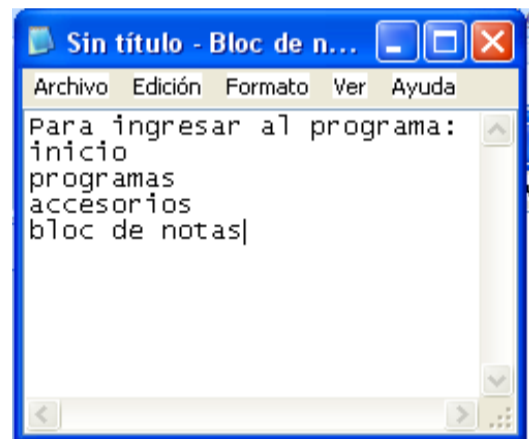 Sin título - Bloc de n...
Archivo Edición Formato Ver Ayuda
Para ingresar al programa:
inicio
programas
accesorios
bloc de notas